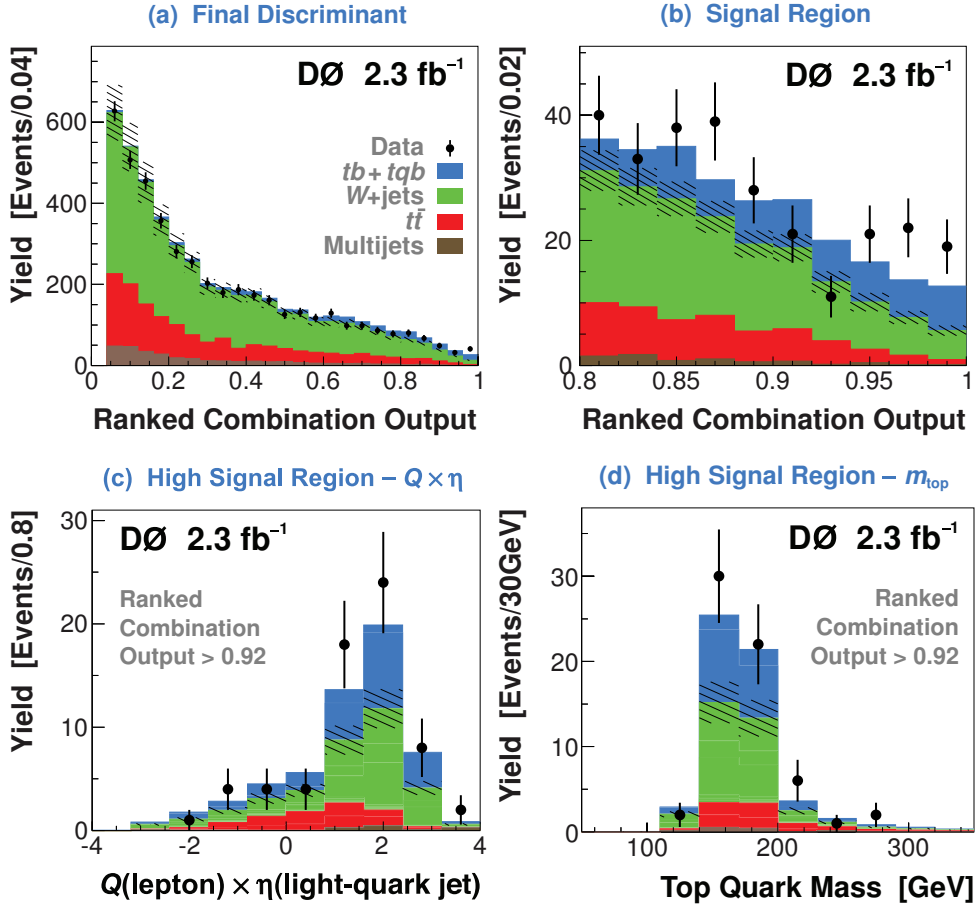 (a) Final Discriminant
Yield [Events/0.04]
DØ 2.3 fb⁻¹
Data
tb+tqb
W+jets
tt̄
Multijets
600
400
200
0
0 0.2 0.4 0.6 0.8 1
Ranked Combination Output
(b) Signal Region
Yield [Events/0.02]
DØ 2.3 fb⁻¹
40
20
0
0.8 0.85 0.9 0.95 1
Ranked Combination Output
(c) High Signal Region – Q × η
Yield [Events/0.8]
DØ 2.3 fb⁻¹
Ranked
Combination
Output > 0.92
30
20
10
0
-4 -2 0 2 4
Q(lepton) × η(light-quark jet)
(d) High Signal Region – mtop
Yield [Events/30GeV]
DØ 2.3 fb⁻¹
Ranked
Combination
Output > 0.92
30
20
10
0
100 200 300
Top Quark Mass [GeV]